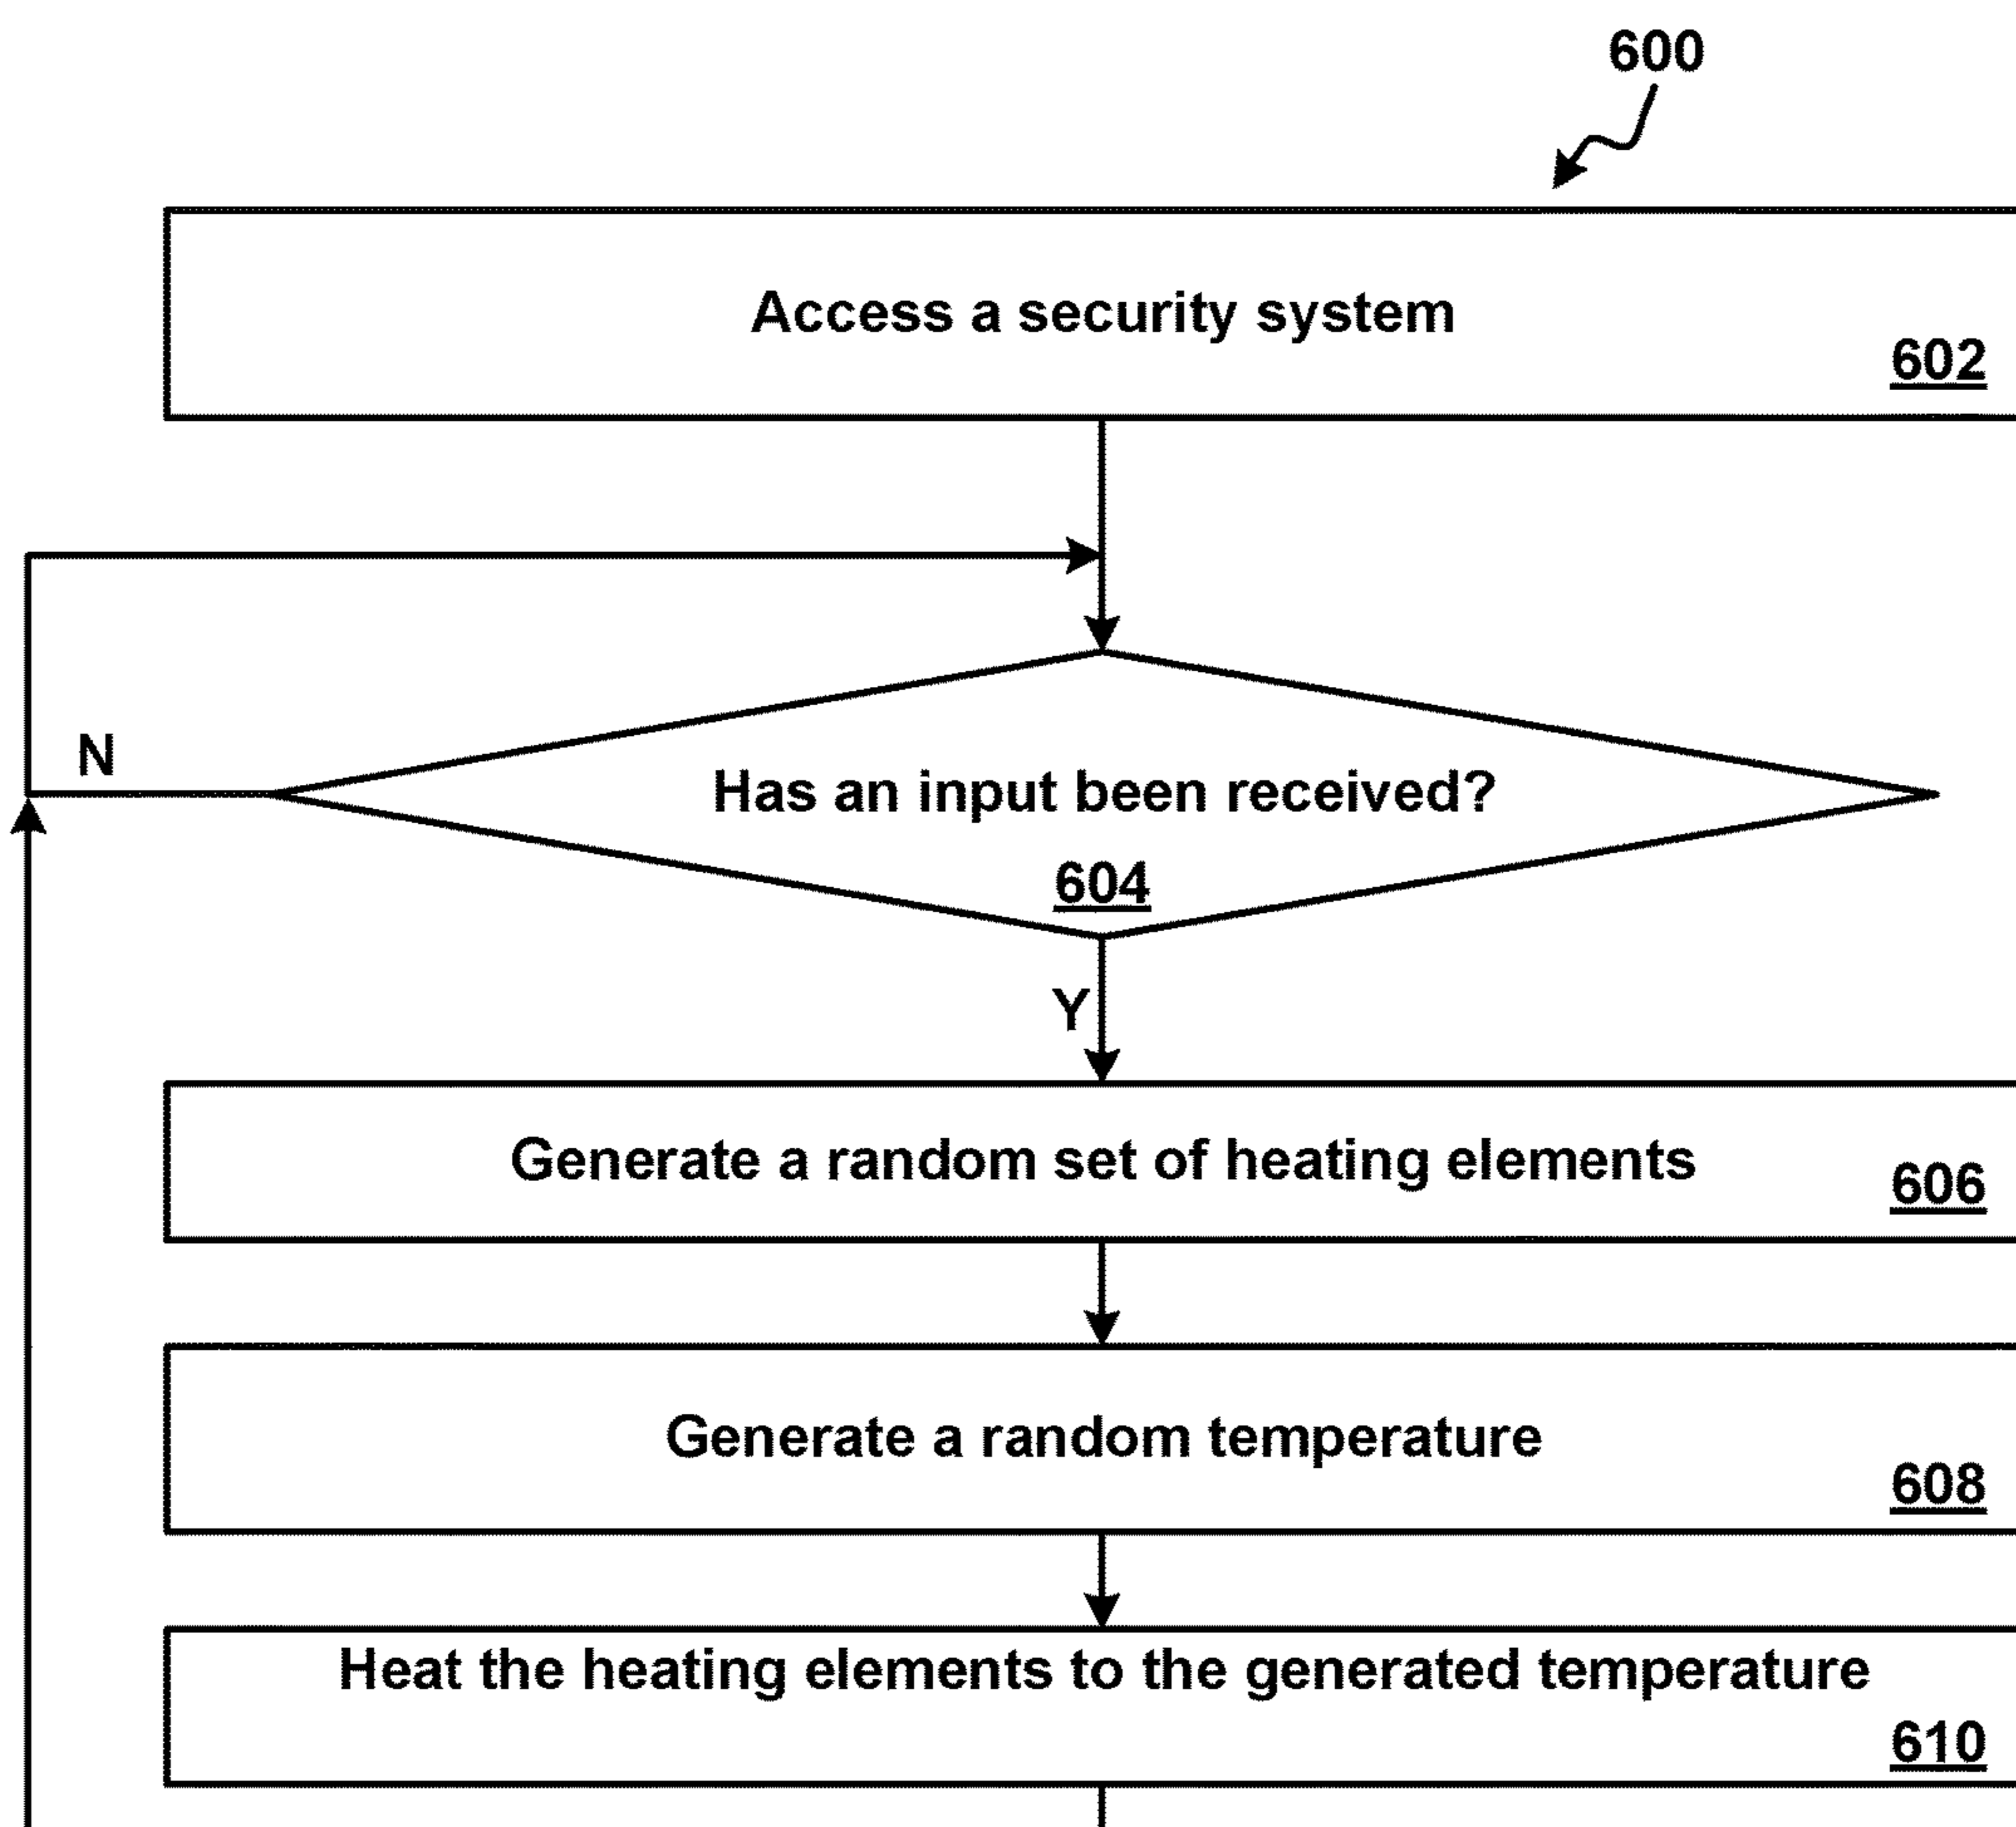 600
Access a security system
602
N
Has an input been received?
604
Y
Generate a random set of heating elements
606
Generate a random temperature
608
Heat the heating elements to the generated temperature
610